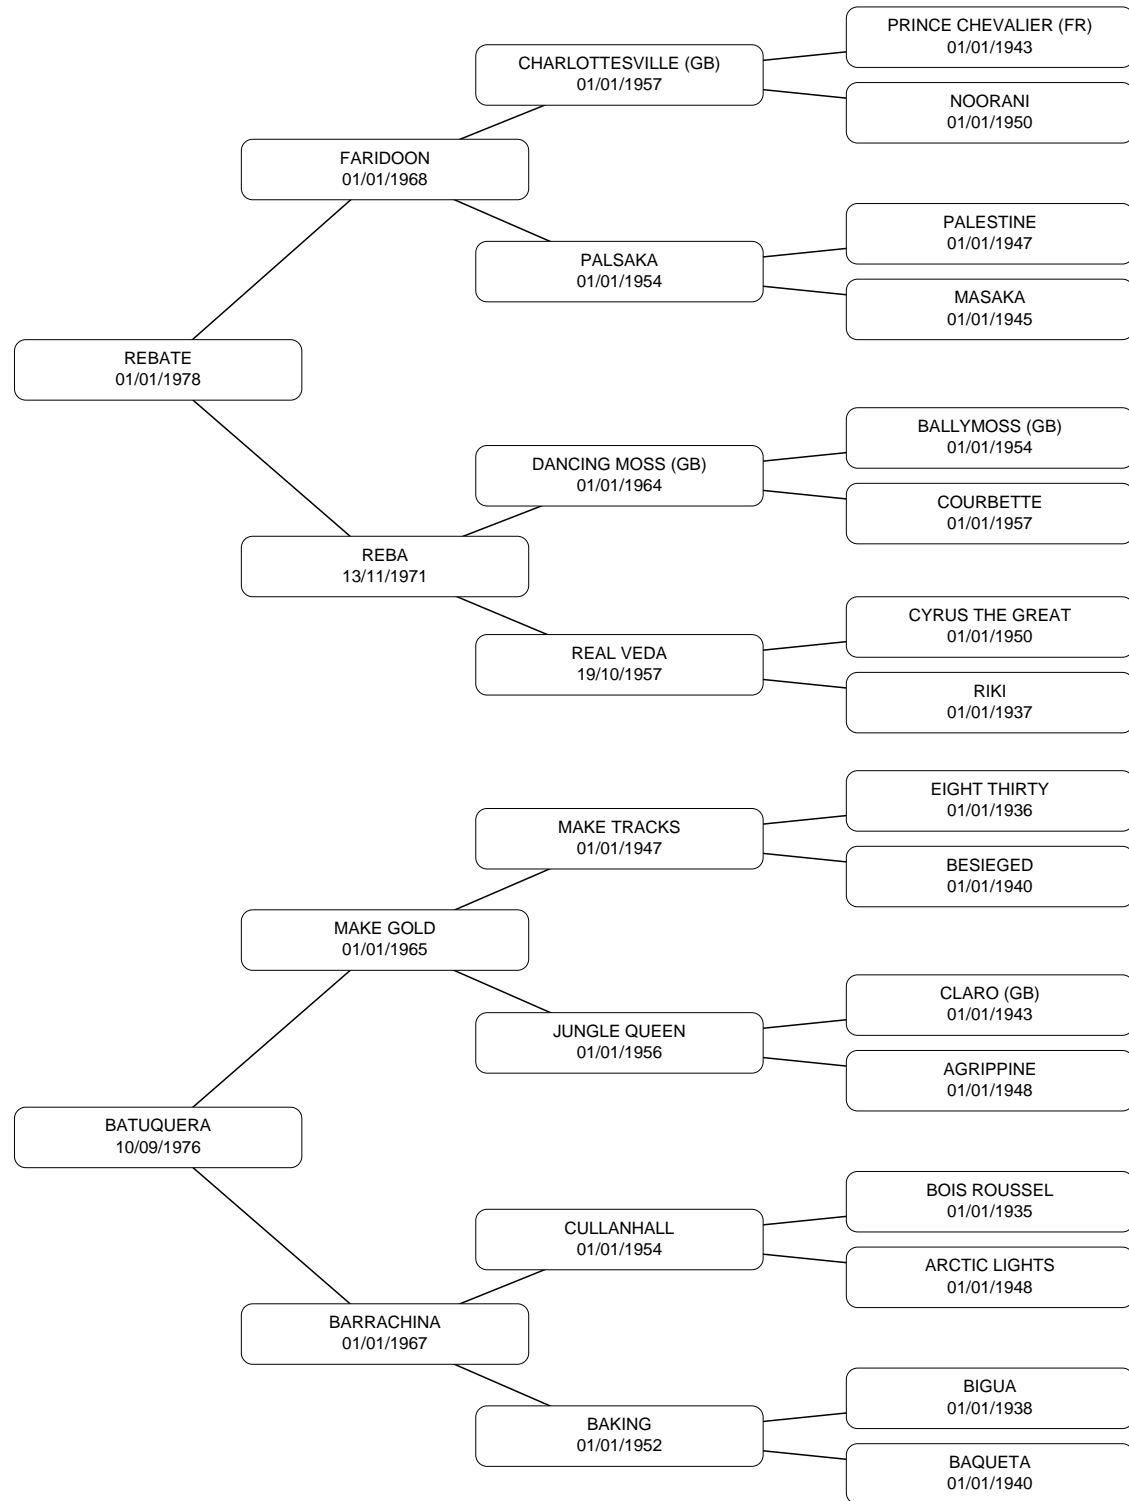 PRINCE CHEVALIER (FR)
01/01/1943
CHARLOTTESVILLE (GB)
01/01/1957
NOORANI
01/01/1950
FARIDOON
01/01/1968
PALESTINE
01/01/1947
PALSAKA
01/01/1954
MASAKA
01/01/1945
REBATE
01/01/1978
BALLYMOSS (GB)
01/01/1954
DANCING MOSS (GB)
01/01/1964
COURBETTE
01/01/1957
REBA
13/11/1971
CYRUS THE GREAT
01/01/1950
REAL VEDA
19/10/1957
RIKI
01/01/1937
EIGHT THIRTY
01/01/1936
MAKE TRACKS
01/01/1947
BESIEGED
01/01/1940
MAKE GOLD
01/01/1965
CLARO (GB)
01/01/1943
JUNGLE QUEEN
01/01/1956
AGRIPPINE
01/01/1948
BATUQUERA
10/09/1976
BOIS ROUSSEL
01/01/1935
CULLANHALL
01/01/1954
ARCTIC LIGHTS
01/01/1948
BARRACHINA
01/01/1967
BIGUA
01/01/1938
BAKING
01/01/1952
BAQUETA
01/01/1940